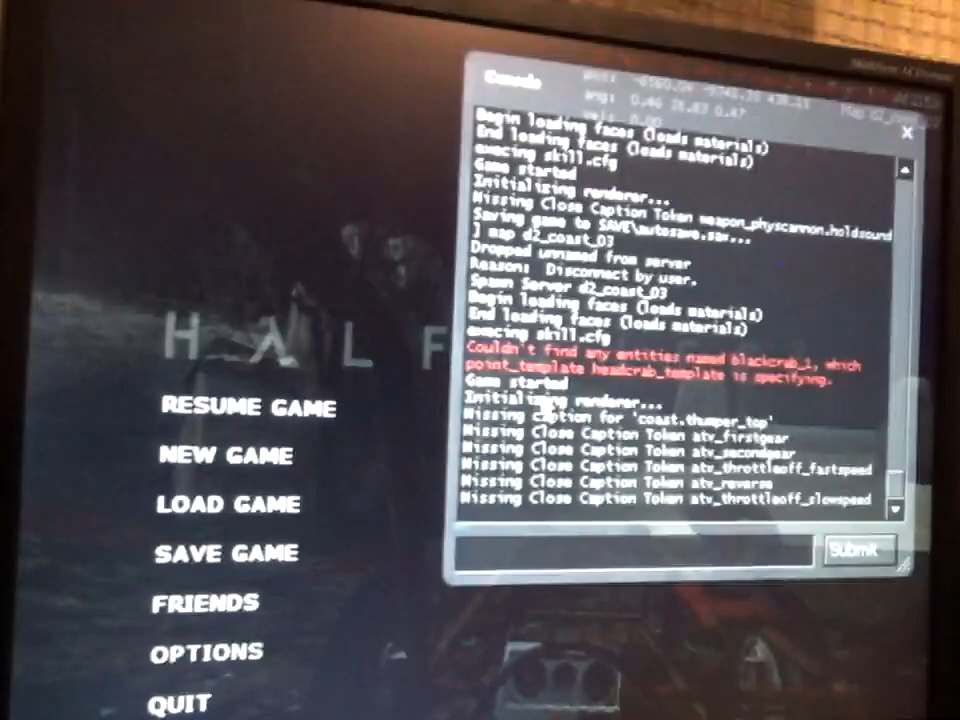 Console
Begin loading faces (loads materials)
End loading faces (loads materials)
execing skill.cfg
Game started
Initializing renderer...
Missing Close Caption Token weapon_physcannon.holdsound
Saving game to SAVE\autosave.sav...
] map d2_coast_03
Dropped unnamed from server
Reason: Disconnect by user.
Spawn Server d2_coast_03
Begin loading faces (loads materials)
End loading faces (loads materials)
execing skill.cfg
Couldn't find any entities named blackcrab_1, which
point_template headcrab_template is specifying.
Game started
Initializing renderer...
Missing caption for 'coast.thumper_top'
Missing Close Caption Token atv_firstgear
Missing Close Caption Token atv_secondgear
Missing Close Caption Token atv_throttleoff_fastspeed
Missing Close Caption Token atv_reverse
Missing Close Caption Token atv_throttleoff_slowspeed
Submit
HALF
RESUME GAME
NEW GAME
LOAD GAME
SAVE GAME
FRIENDS
OPTIONS
QUIT